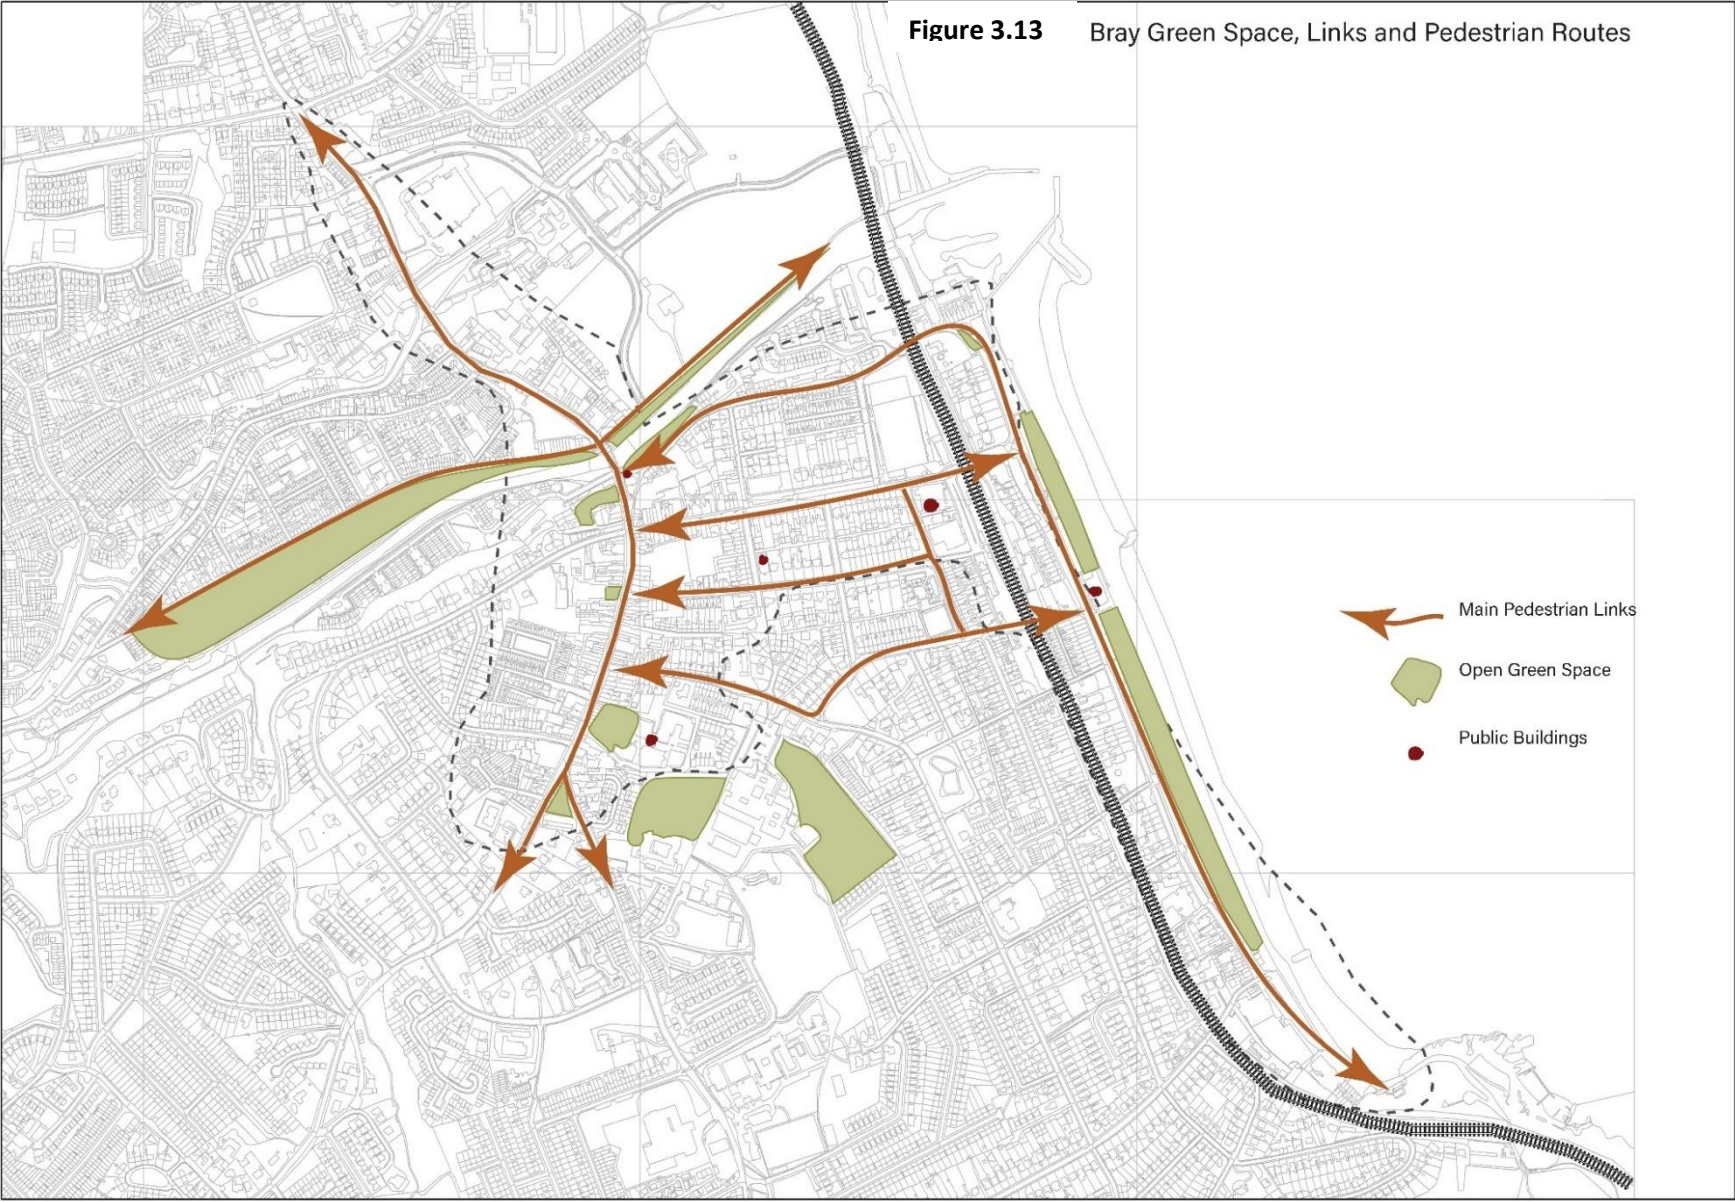 Figure 3.13
Bray Green Space, Links and Pedestrian Routes
Main Pedestrian Links
Open Green Space
Public Buildings